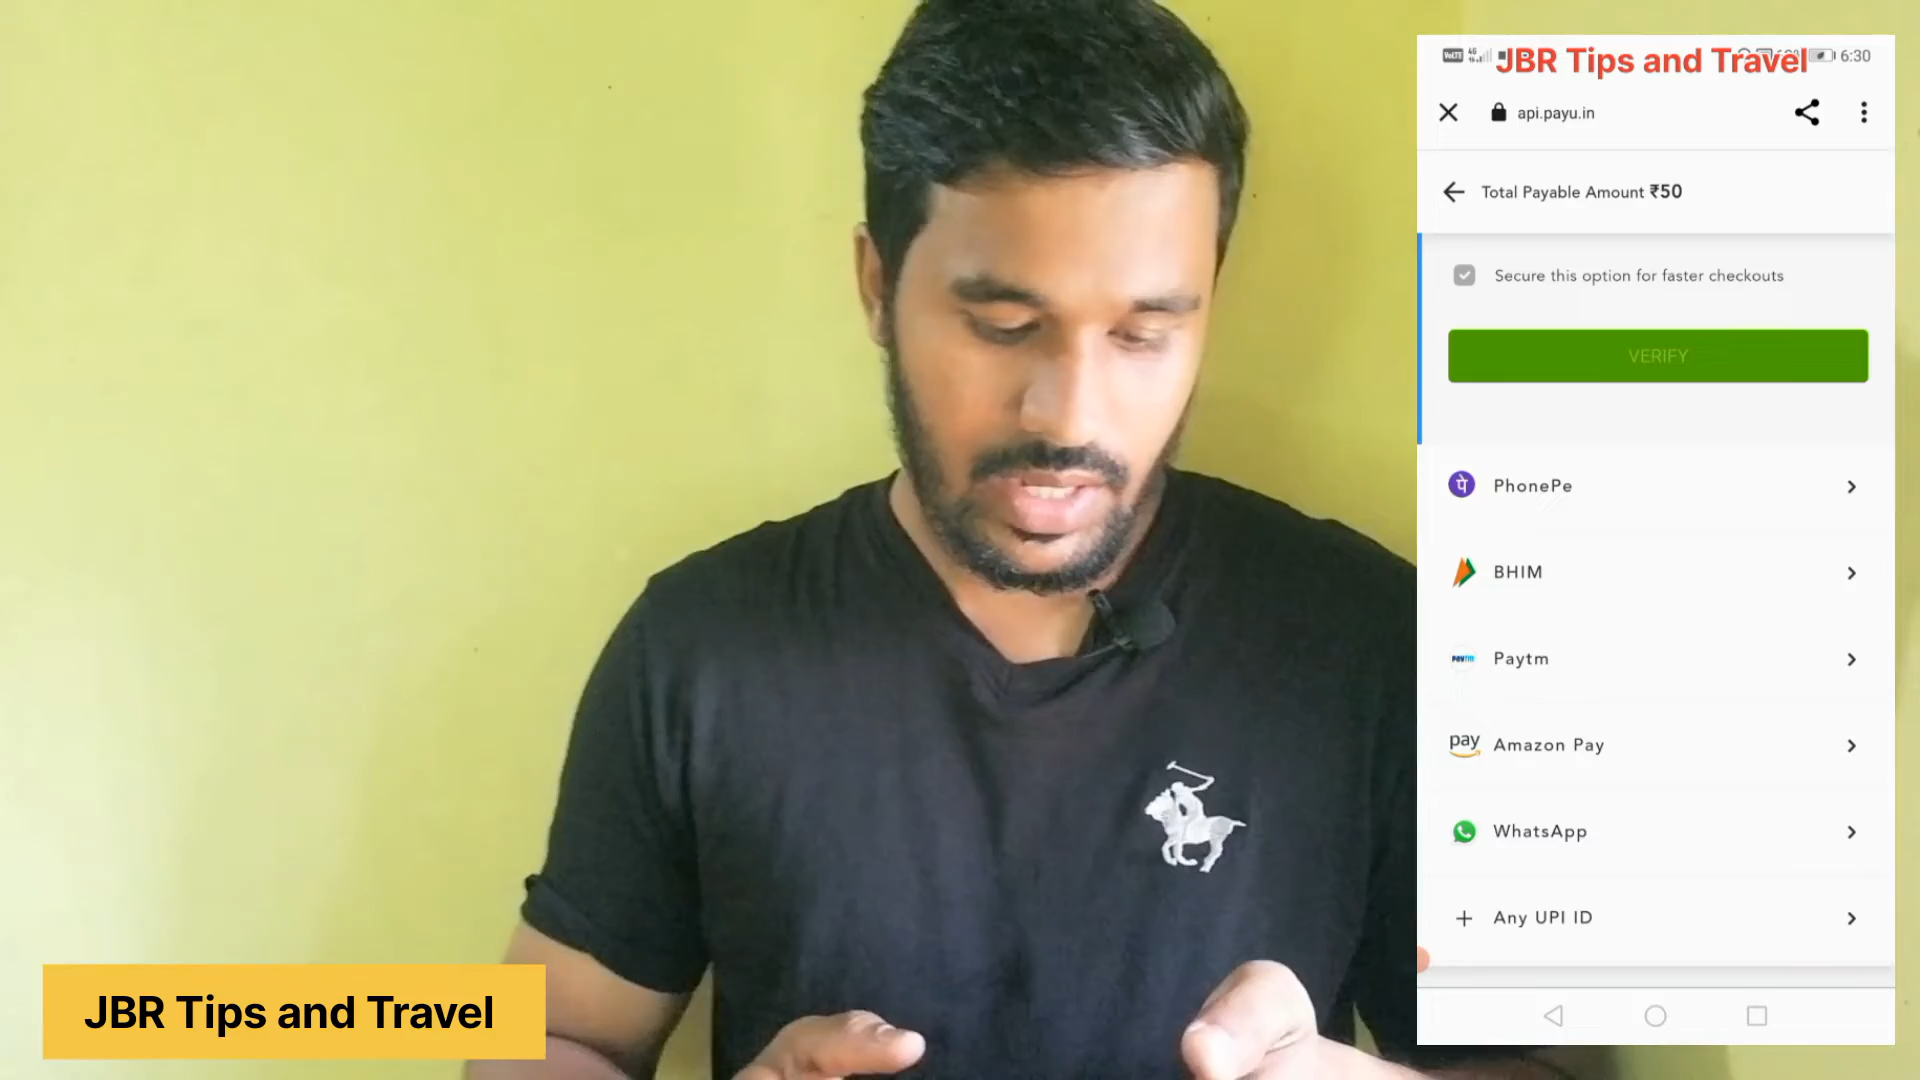 JBR Tips and Travel
6:30
api.payu.in
Total Payable Amount ₹50
Secure this option for faster checkouts
VERIFY
पे PhonePe
BHIM
Paytm Paytm
pay Amazon Pay
WhatsApp
+ Any UPI ID
JBR Tips and Travel